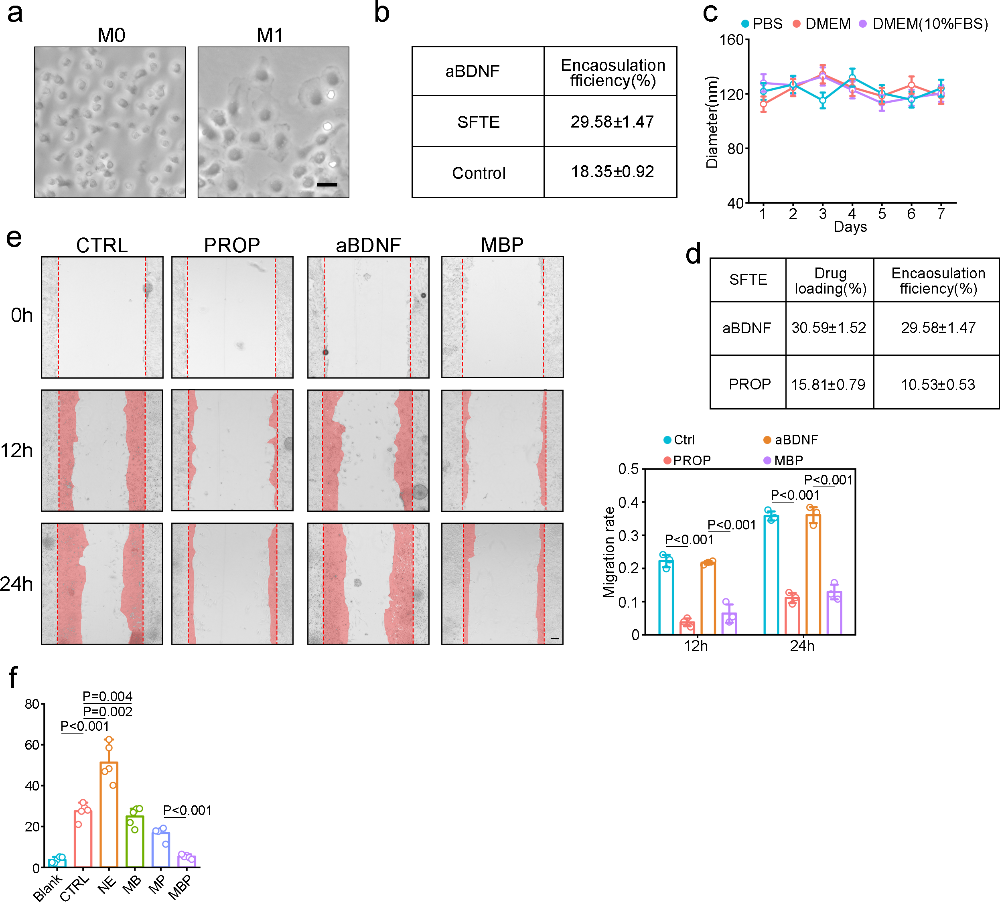 a
M0
M1
b
aBDNF
Encaosulation
fficiency(%)
SFTE
29.58±1.47
Control
18.35±0.92
c
PBS
DMEM
DMEM(10%FBS)
160
120
80
40
Diameter(nm)
1 2 3 4 5 6 7
Days
d
SFTE
Drug
loading(%)
Encaosulation
fficiency(%)
aBDNF
30.59±1.52
29.58±1.47
PROP
15.81±0.79
10.53±0.53
e
CTRL
PROP
aBDNF
MBP
0h
12h
24h
Ctrl
aBDNF
PROP
MBP
0.5
0.4
0.3
0.2
0.1
0
Migration rate
P<0.001
P<0.001
P<0.001
P<0.001
12h
24h
f
80
60
40
20
0
P=0.004
P=0.002
P<0.001
P<0.001
Blank
CTRL
NE
MB
MP
MBP